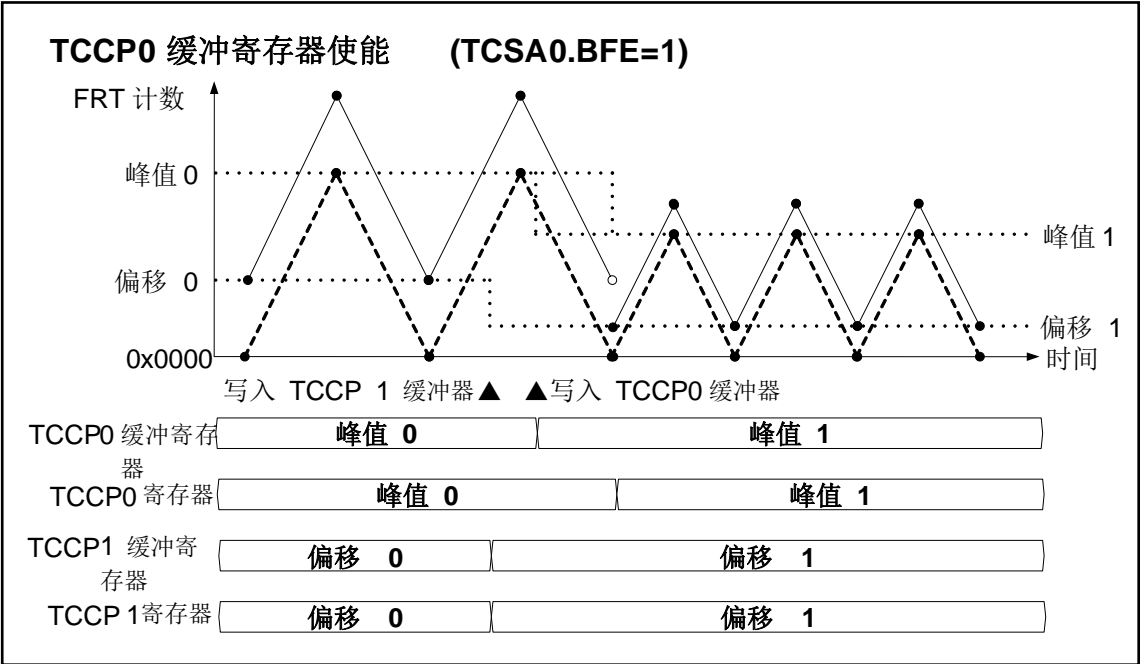 TCCP0 缓冲寄存器使能 (TCSA0.BFE=1)
FRT 计数
峰值 0
峰值 1
偏移 0
偏移 1
0x0000
时间
写入 TCCP 1 缓冲器▲ ▲写入 TCCP0 缓冲器
TCCP0 缓冲寄存
器
峰值 0
峰值 1
TCCP0 寄存器
峰值 0
峰值 1
TCCP1 缓冲寄
存器
偏移 0
偏移 1
TCCP 1寄存器
偏移 0
偏移 1